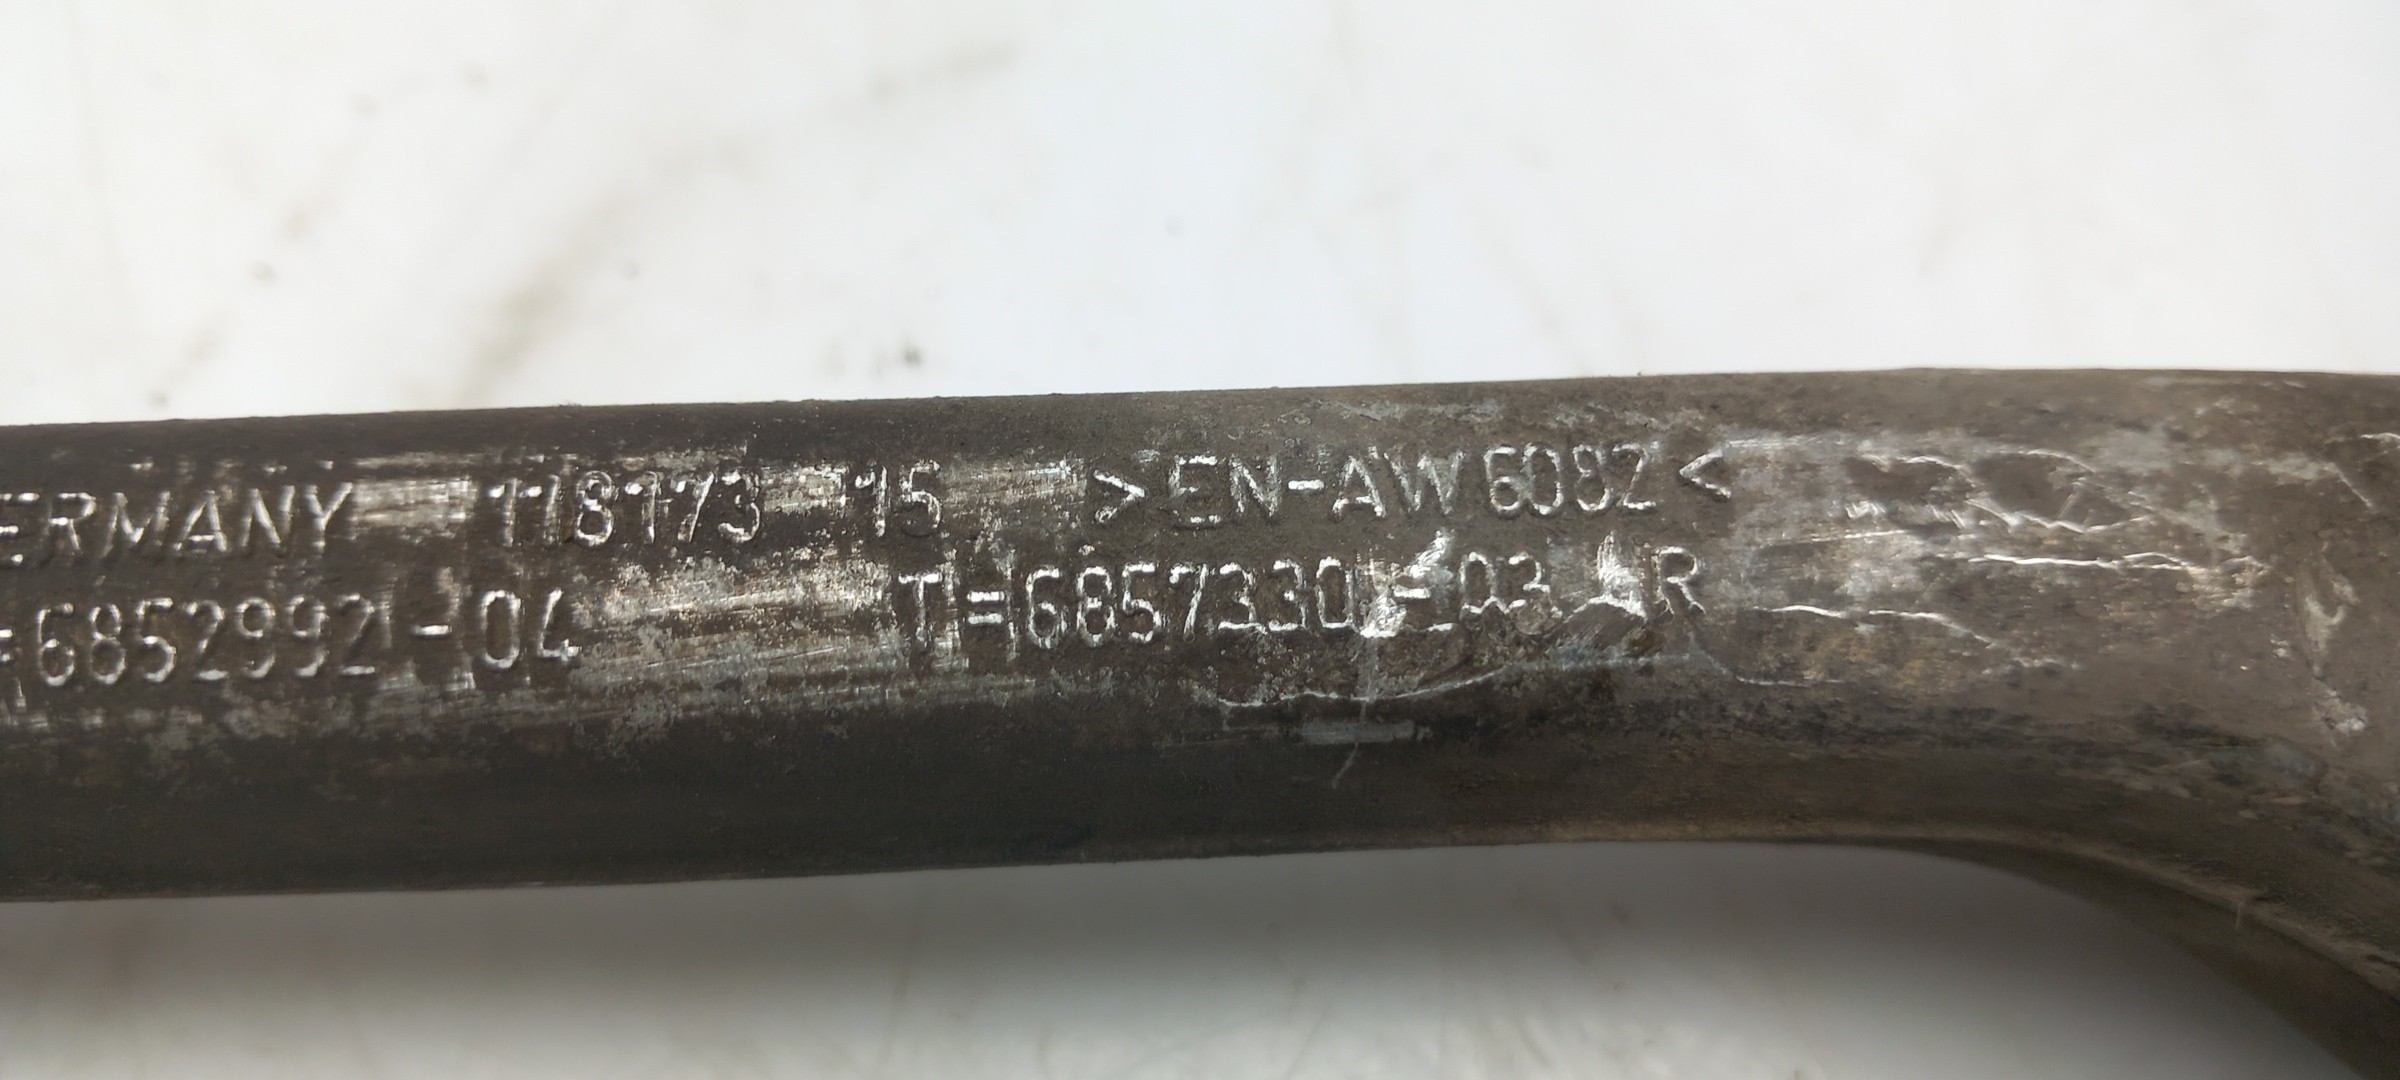 ERMANY 118173 15 >EN-AW 6082<
=6852992-04 T=6857330-03 R